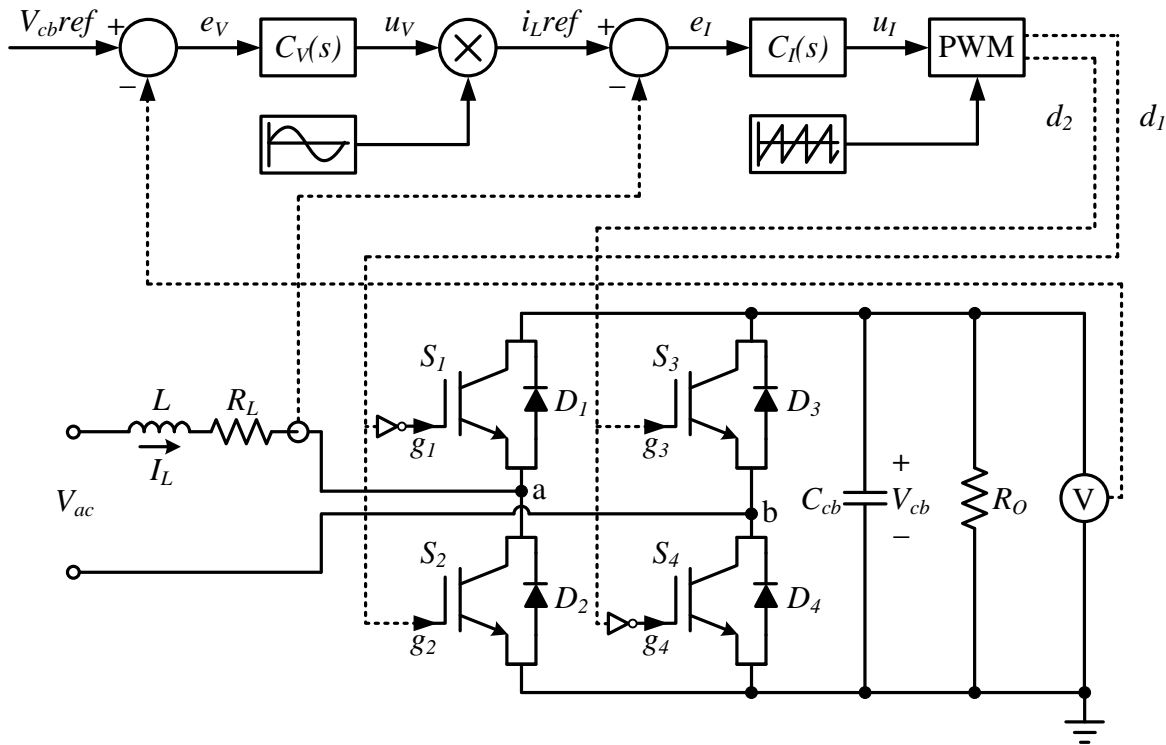 V_cb ref + e_V C_V(s) u_V i_L ref + e_I C_I(s) u_I PWM
− −
d_2 d_1
S_1 S_3
L R_L D_1 D_3
g_1 g_3
I_L
+
V_ac a C_cb V_cb R_O V
b
−
S_2 S_4
D_2 D_4
g_2 g_4